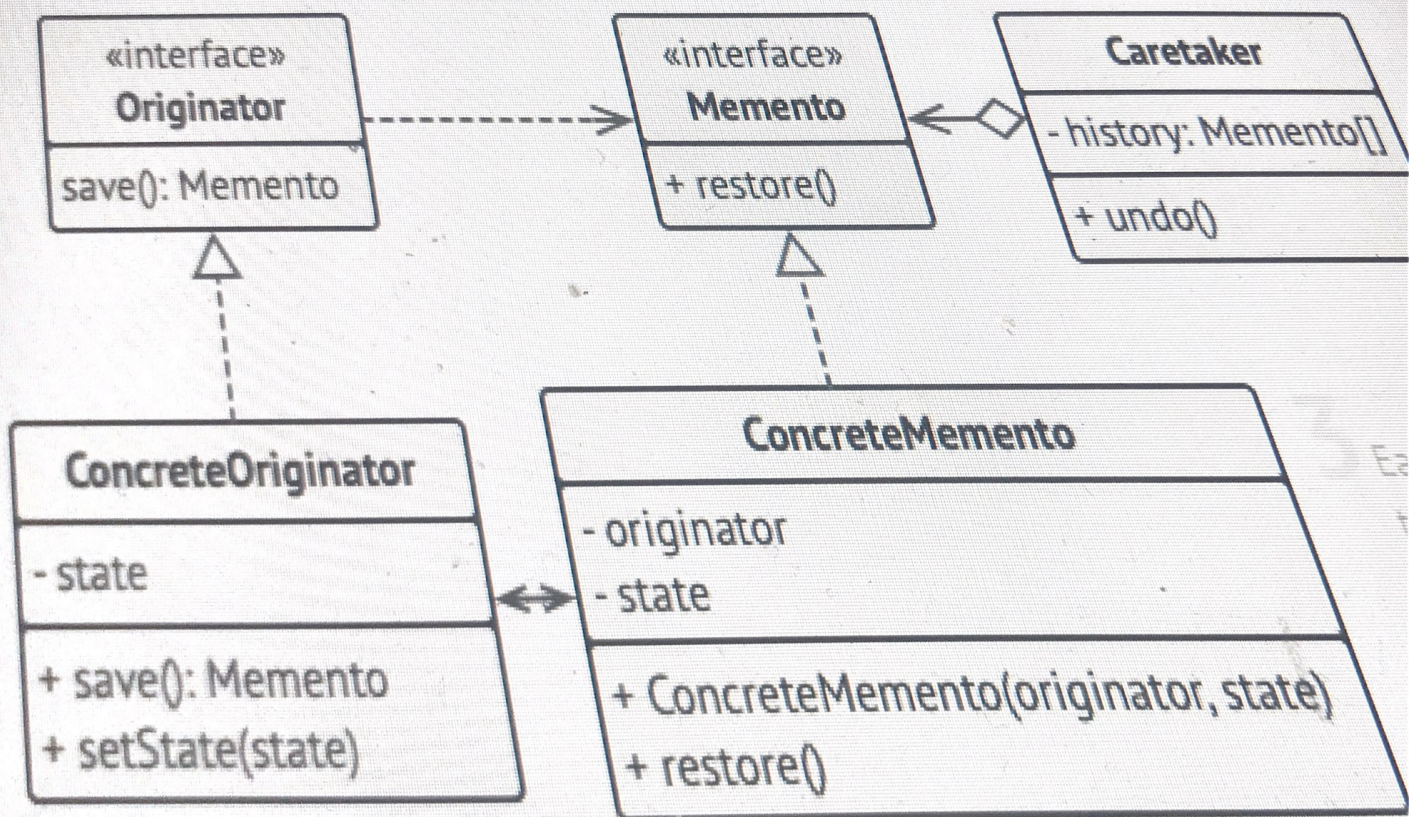 «interface»
Originator
save(): Memento
«interface»
Memento
+ restore()
Caretaker
- history: Memento[]
+ undo()
ConcreteOriginator
- state
+ save(): Memento
+ setState(state)
ConcreteMemento
- originator
- state
+ ConcreteMemento(originator, state)
+ restore()